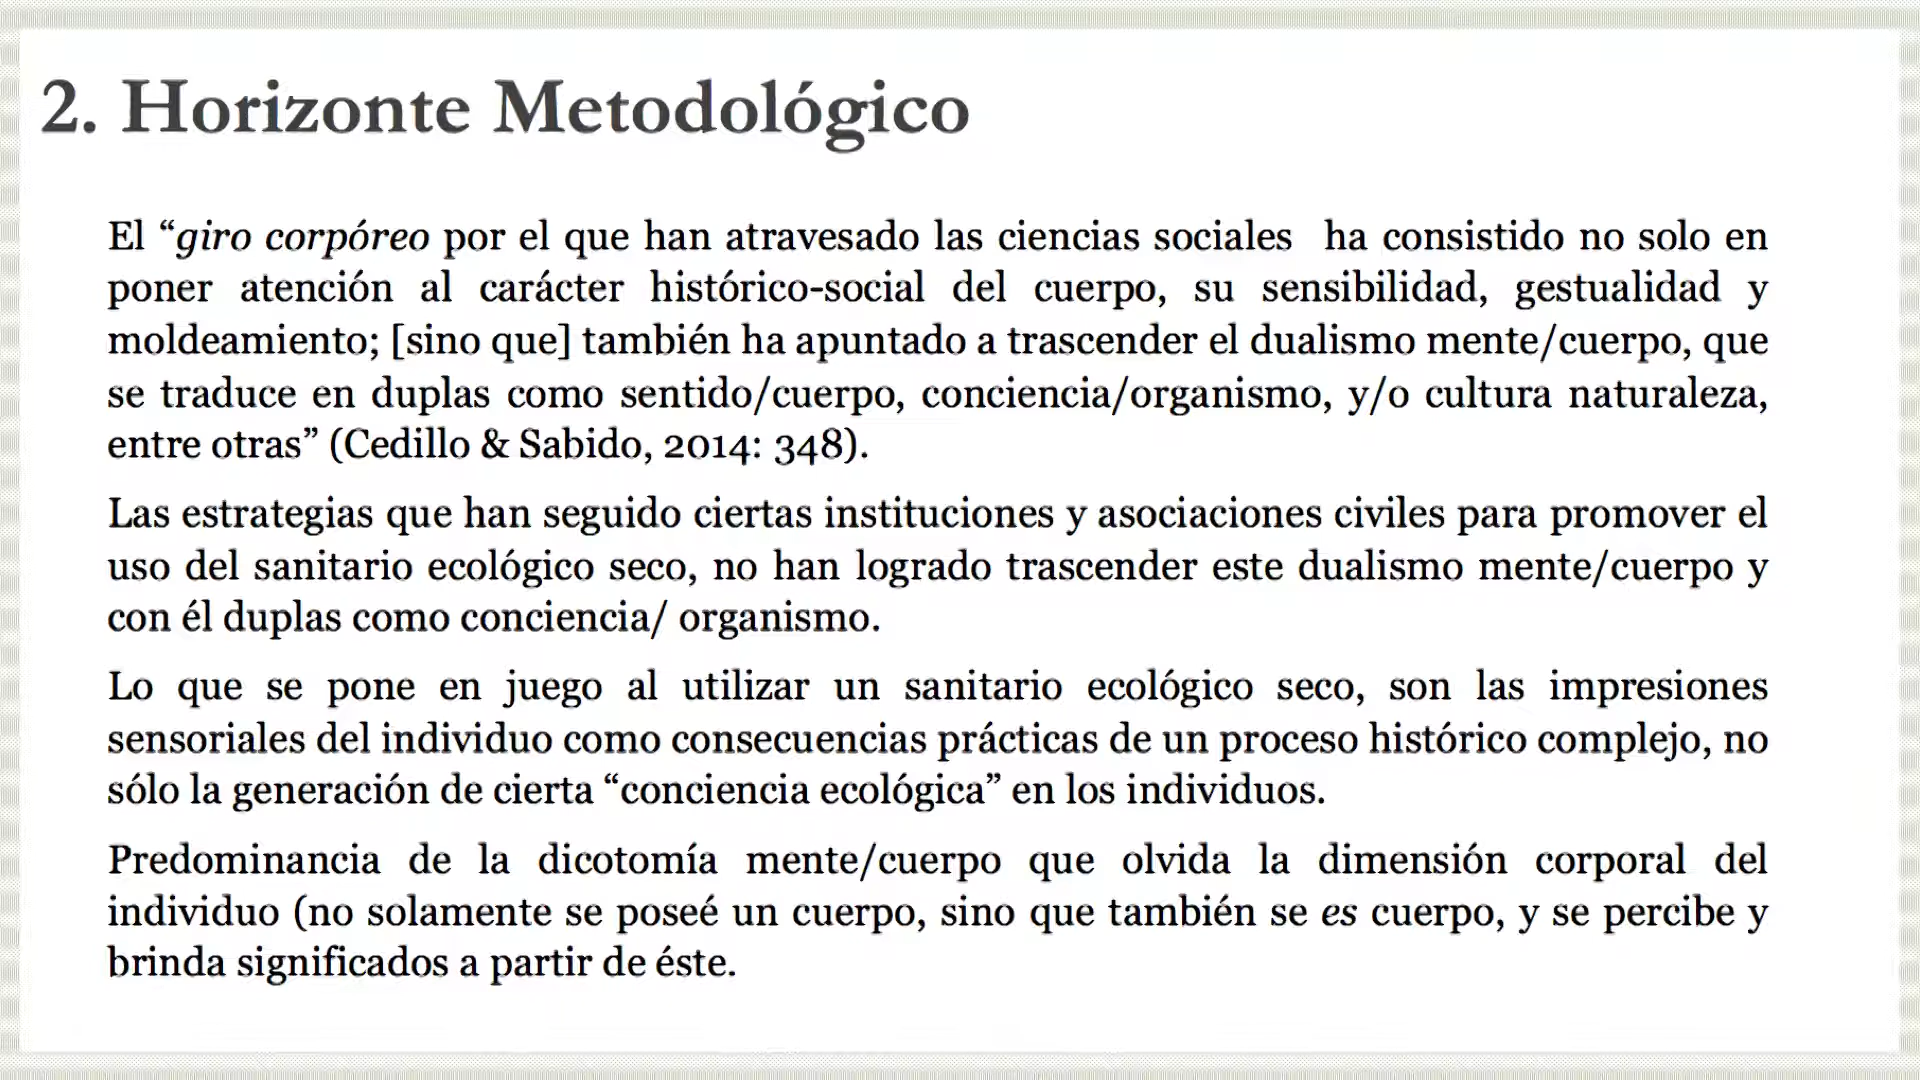 2. Horizonte Metodológico
El “giro corpóreo por el que han atravesado las ciencias sociales ha consistido no solo en
poner atención al carácter histórico-social del cuerpo, su sensibilidad, gestualidad y
moldeamiento; [sino que] también ha apuntado a trascender el dualismo mente/cuerpo, que
se traduce en duplas como sentido/cuerpo, conciencia/organismo, y/o cultura naturaleza,
entre otras” (Cedillo & Sabido, 2014: 348).
Las estrategias que han seguido ciertas instituciones y asociaciones civiles para promover el
uso del sanitario ecológico seco, no han logrado trascender este dualismo mente/cuerpo y
con él duplas como conciencia/ organismo.
Lo que se pone en juego al utilizar un sanitario ecológico seco, son las impresiones
sensoriales del individuo como consecuencias prácticas de un proceso histórico complejo, no
sólo la generación de cierta “conciencia ecológica” en los individuos.
Predominancia de la dicotomía mente/cuerpo que olvida la dimensión corporal del
individuo (no solamente se poseé un cuerpo, sino que también se es cuerpo, y se percibe y
brinda significados a partir de éste.